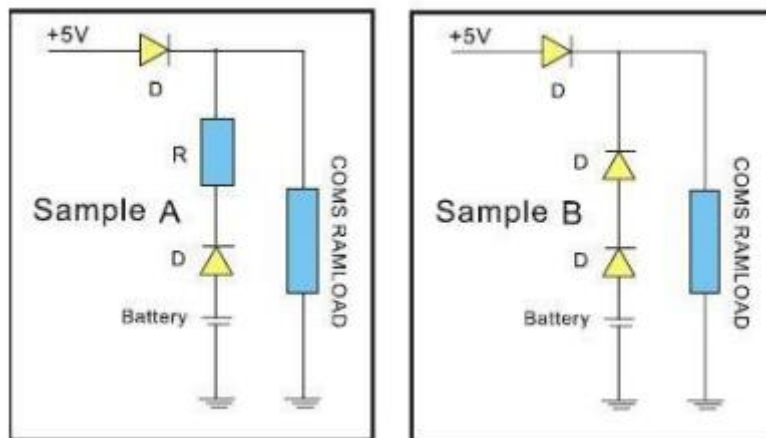 +5V
D
R
Sample A
D
Battery
COMS RAMLOAD
+5V
D
D
Sample B
D
Battery
COMS RAMLOAD